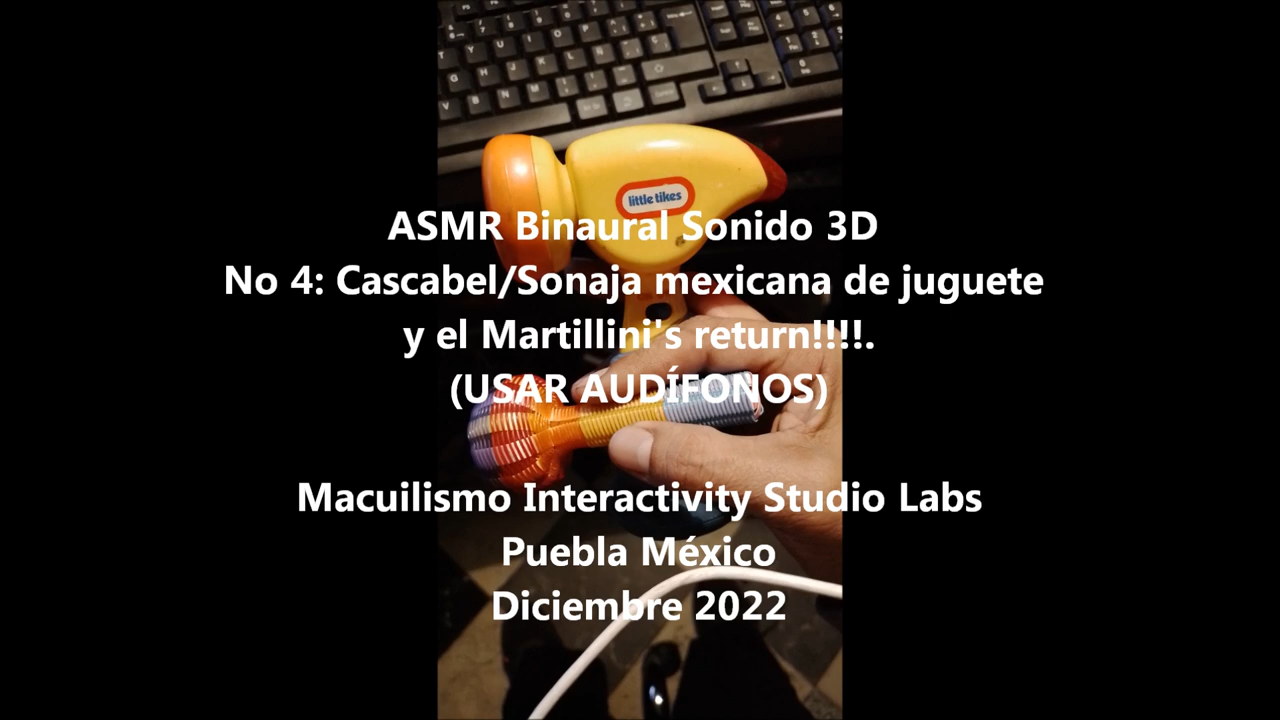 little tikes
ASMR Binaural Sonido 3D
No 4: Cascabel/Sonaja mexicana de juguete
y el Martillini's return!!!!.
(USAR AUDÍFONOS)
Macuilismo Interactivity Studio Labs
Puebla México
Diciembre 2022